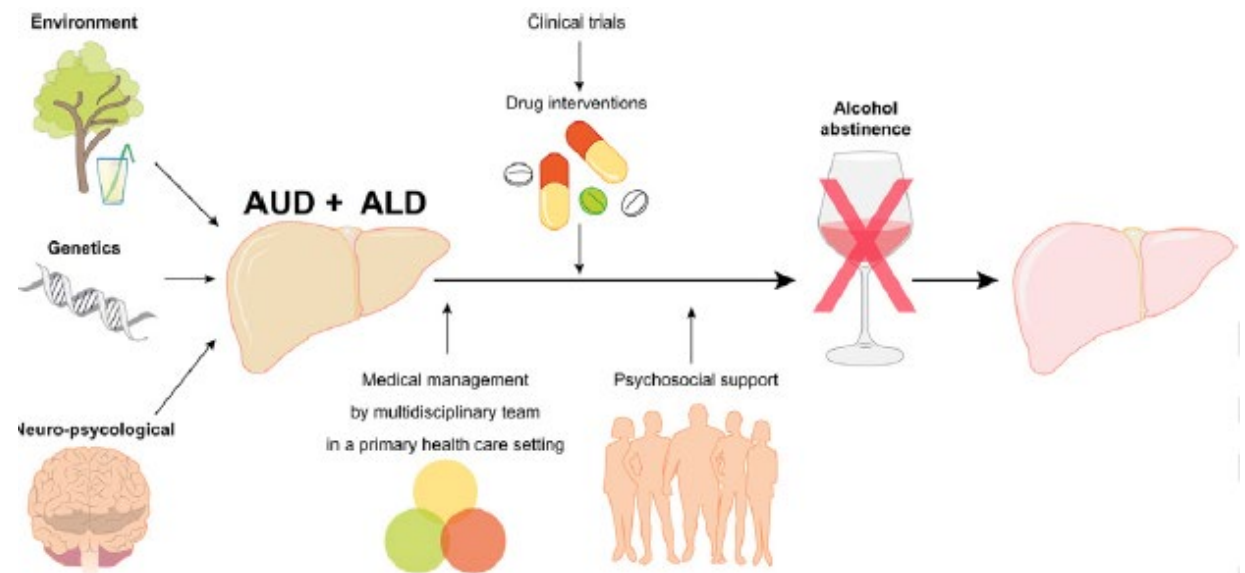 Environment
Clinical trials
Drug interventions
Alcohol
abstinence
AUD + ALD
Genetics
Medical management
by multidisciplinary team
in a primary health care setting
Psychosocial support
Neuro-psycological